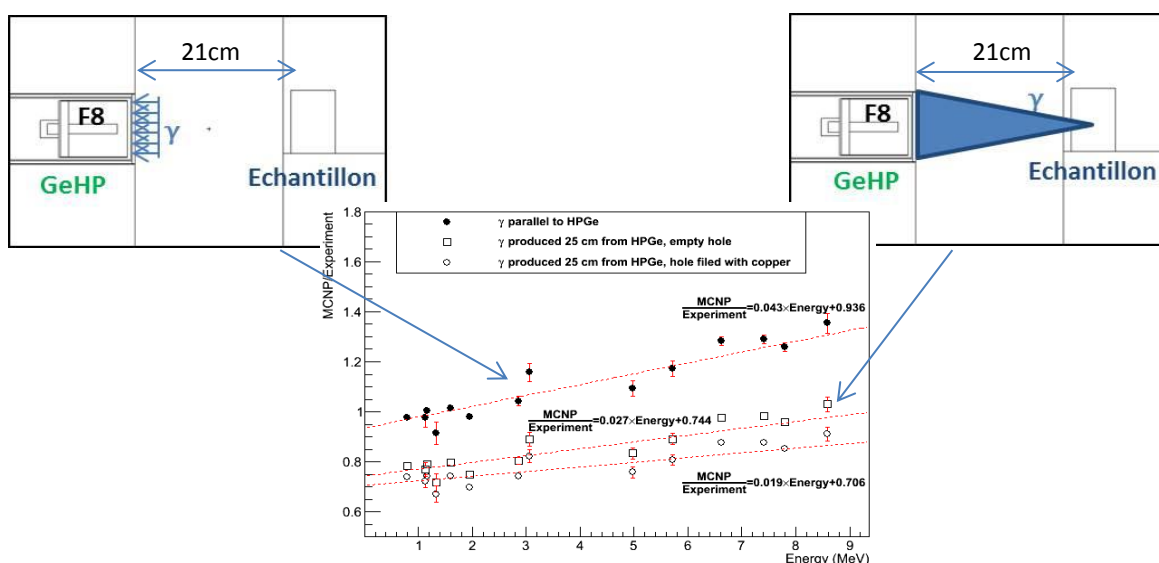 21cm
F8
γ
GeHP
Echantillon
21cm
F8
γ
GeHP
Echantillon
MCNP/Experiment
1.8
1.6
1.4
1.2
1
0.8
0.6
γ parallel to HPGe
γ produced 25 cm from HPGe, empty hole
γ produced 25 cm from HPGe, hole filed with copper
MCNP
Experiment
=0.043×Energy+0.936
MCNP
Experiment
=0.027×Energy+0.744
MCNP
Experiment
=0.019×Energy+0.706
1 2 3 4 5 6 7 8 9
Energy (MeV)